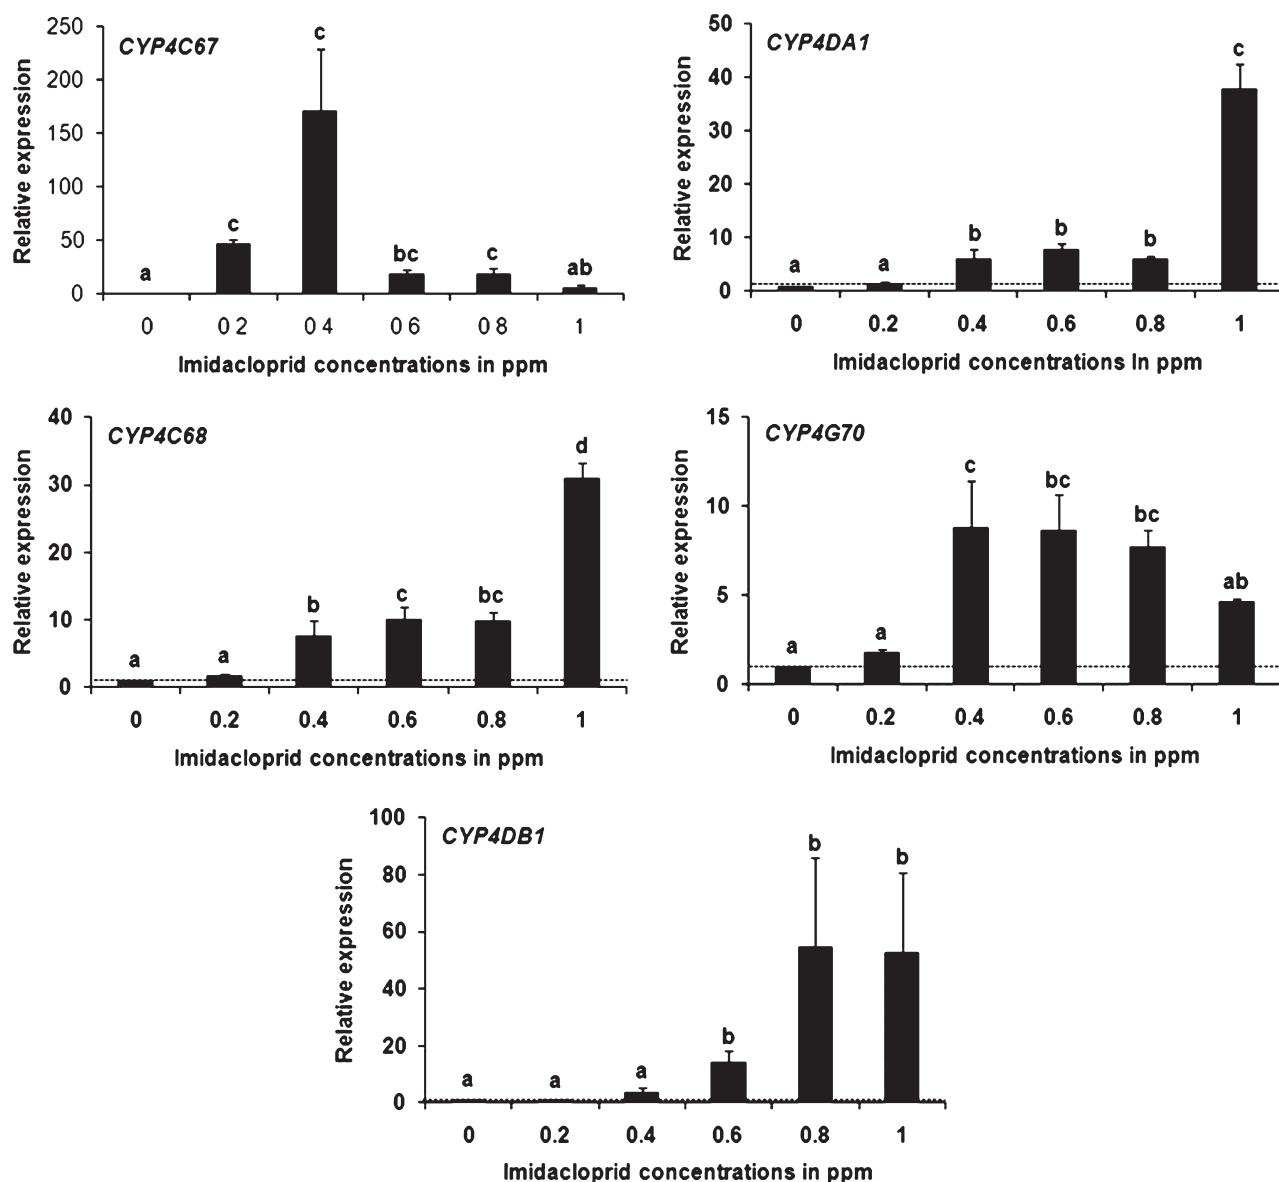 CYP4C67
Relative expression
250
200
150
100
50
0
a
c
c
bc
c
ab
0 0 2 0 4 0 6 0 8 1
Imidacloprid concentrations in ppm
CYP4DA1
Relative expression
50
40
30
20
10
0
a
a
b
b
b
c
0 0.2 0.4 0.6 0.8 1
Imidacloprid concentrations In ppm
CYP4C68
Relative expression
40
30
20
10
0
a
a
b
c
bc
d
0 0.2 0.4 0.6 0.8 1
Imidacloprid concentrations in ppm
CYP4G70
Relative expression
15
10
5
0
a
a
c
bc
bc
ab
0 0.2 0.4 0.6 0.8 1
Imidacloprid concentrations in ppm
CYP4DB1
Relative expression
100
80
60
40
20
0
a
a
a
b
b
b
0 0.2 0.4 0.6 0.8 1
Imidacloprid concentrations in ppm